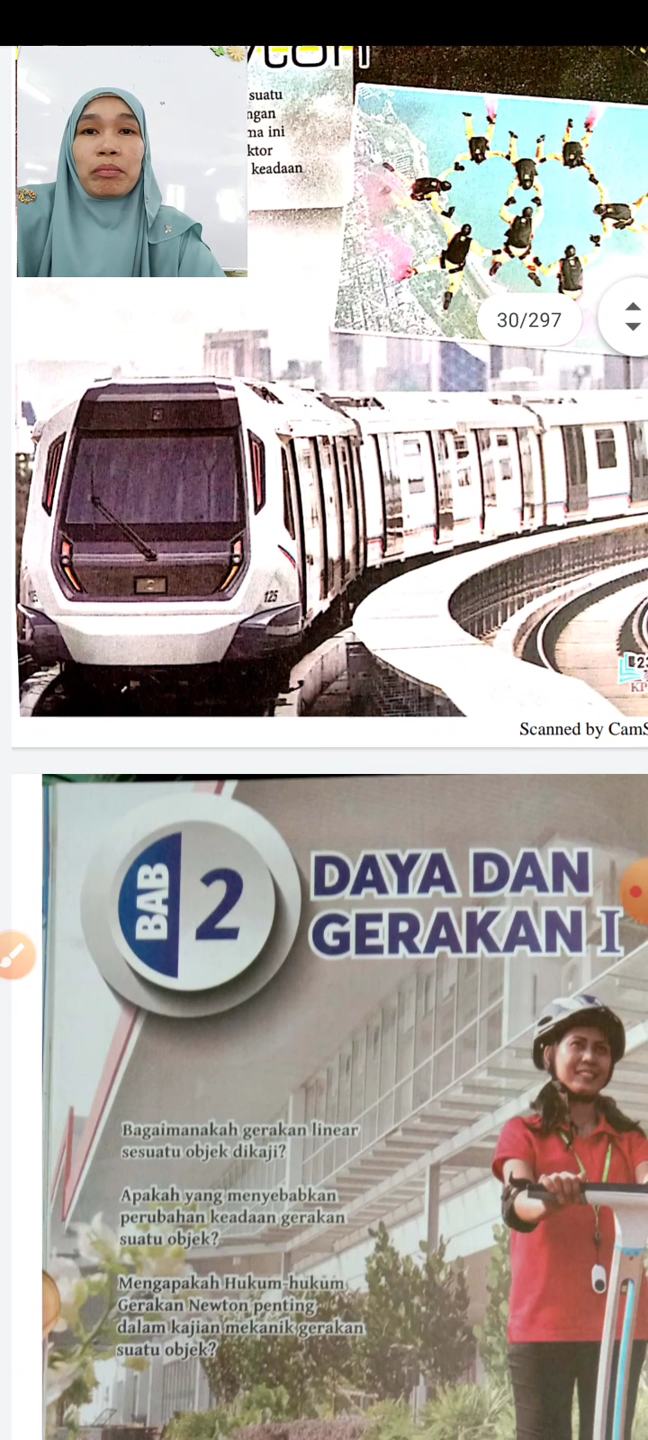 suatu
ngan
ma ini
ktor
keadaan
30/297
125
Scanned by CamS
BAB
2
DAYA DAN
GERAKAN I
Bagaimanakah gerakan linear
sesuatu objek dikaji?
Apakah yang menyebabkan
perubahan keadaan gerakan
suatu objek?
Mengapakah Hukum-hukum
Gerakan Newton penting
dalam kajian mekanik gerakan
suatu objek?